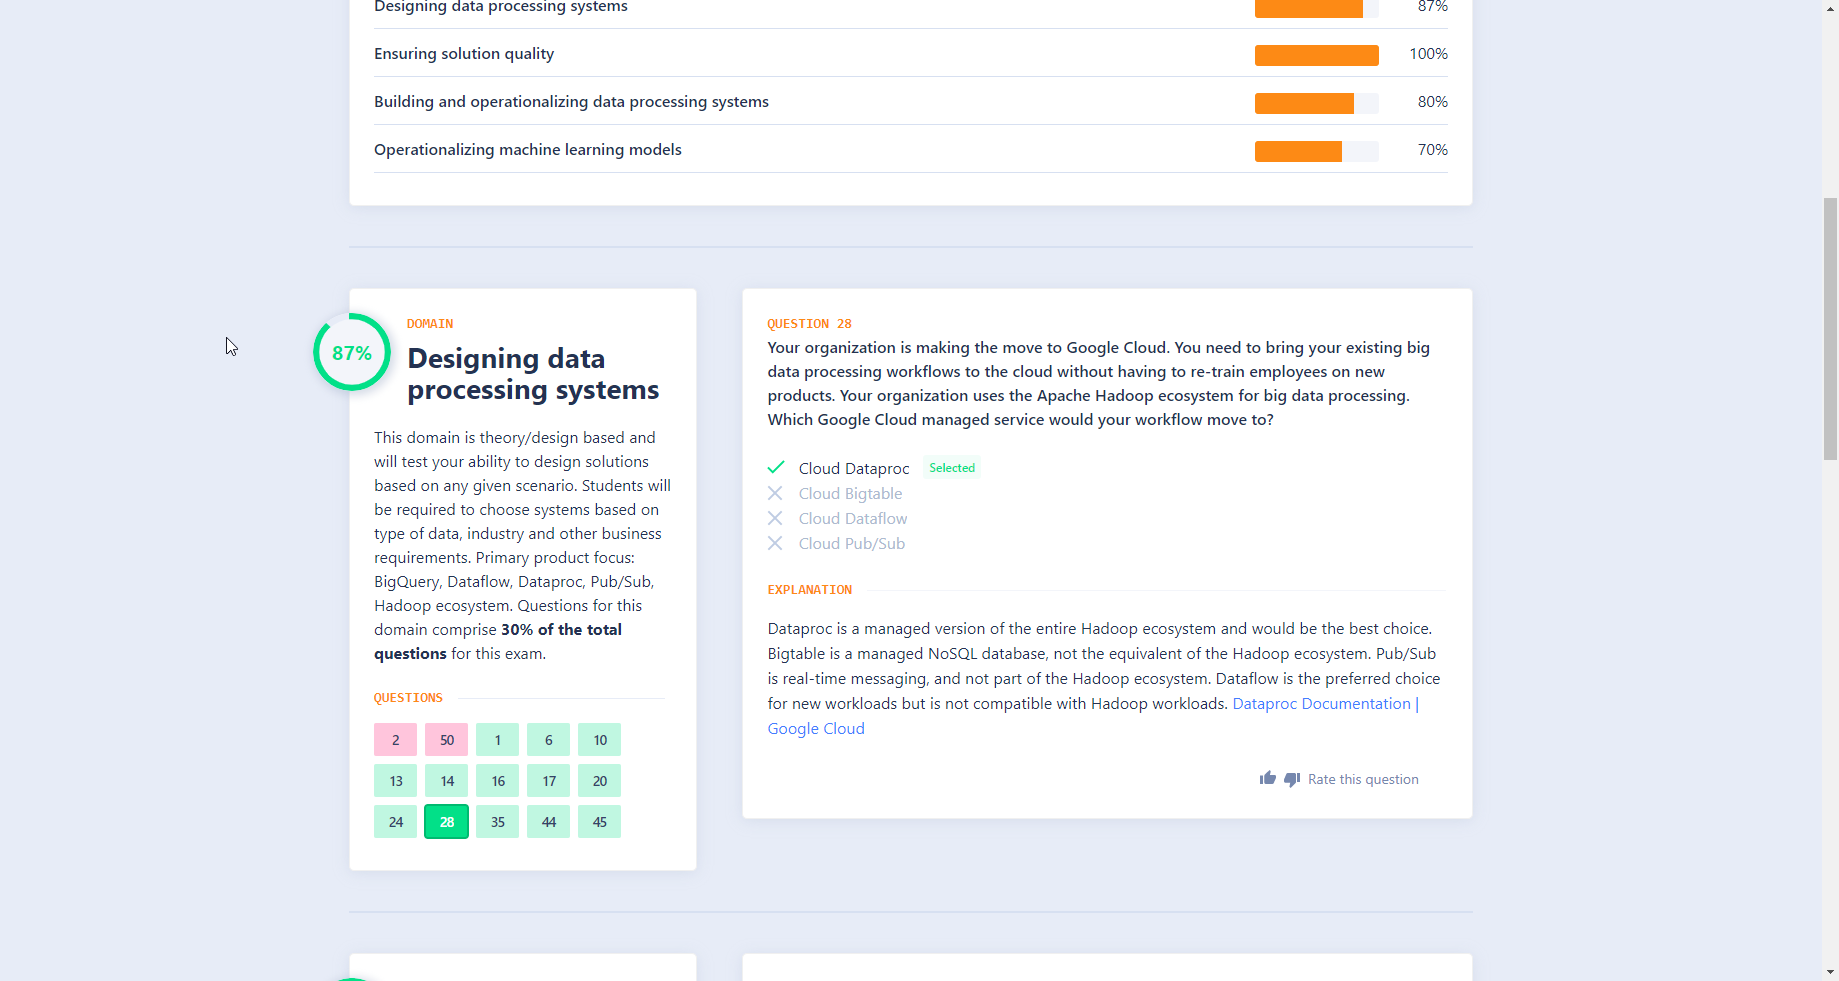 Designing data processing systems 87%
Ensuring solution quality 100%
Building and operationalizing data processing systems 80%
Operationalizing machine learning models 70%
87%
DOMAIN
Designing data
processing systems
This domain is theory/design based and
will test your ability to design solutions
based on any given scenario. Students will
be required to choose systems based on
type of data, industry and other business
requirements. Primary product focus:
BigQuery, Dataflow, Dataproc, Pub/Sub,
Hadoop ecosystem. Questions for this
domain comprise 30% of the total
questions for this exam.
QUESTIONS
2 50 1 6 10
13 14 16 17 20
24 28 35 44 45
QUESTION 28
Your organization is making the move to Google Cloud. You need to bring your existing big
data processing workflows to the cloud without having to re-train employees on new
products. Your organization uses the Apache Hadoop ecosystem for big data processing.
Which Google Cloud managed service would your workflow move to?
Cloud Dataproc Selected
Cloud Bigtable
Cloud Dataflow
Cloud Pub/Sub
EXPLANATION
Dataproc is a managed version of the entire Hadoop ecosystem and would be the best choice.
Bigtable is a managed NoSQL database, not the equivalent of the Hadoop ecosystem. Pub/Sub
is real-time messaging, and not part of the Hadoop ecosystem. Dataflow is the preferred choice
for new workloads but is not compatible with Hadoop workloads. Dataproc Documentation |
Google Cloud
Rate this question